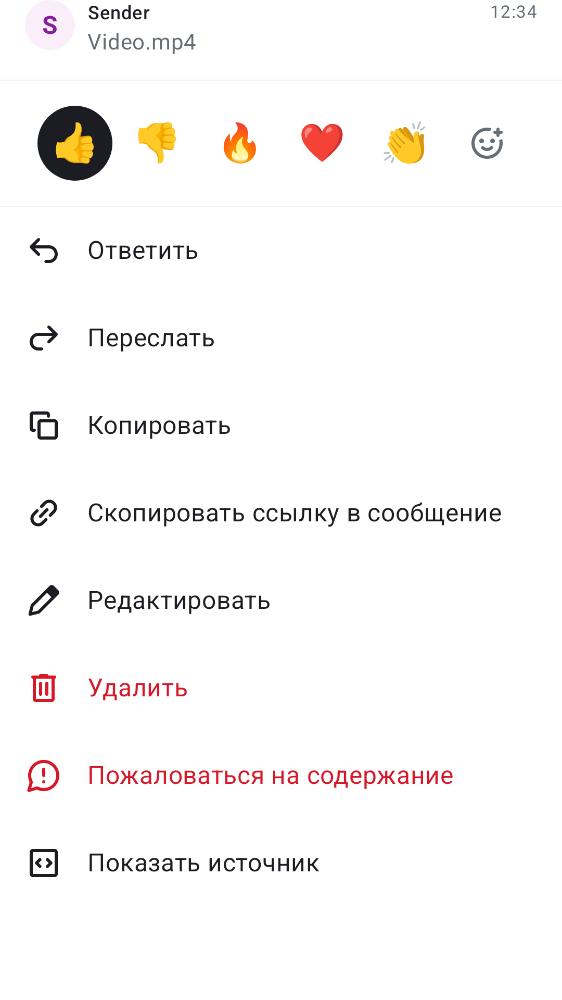 S
Sender
12:34
Video.mp4
Ответить
Переслать
Копировать
Скопировать ссылку в сообщение
Редактировать
Удалить
Пожаловаться на содержание
Показать источник